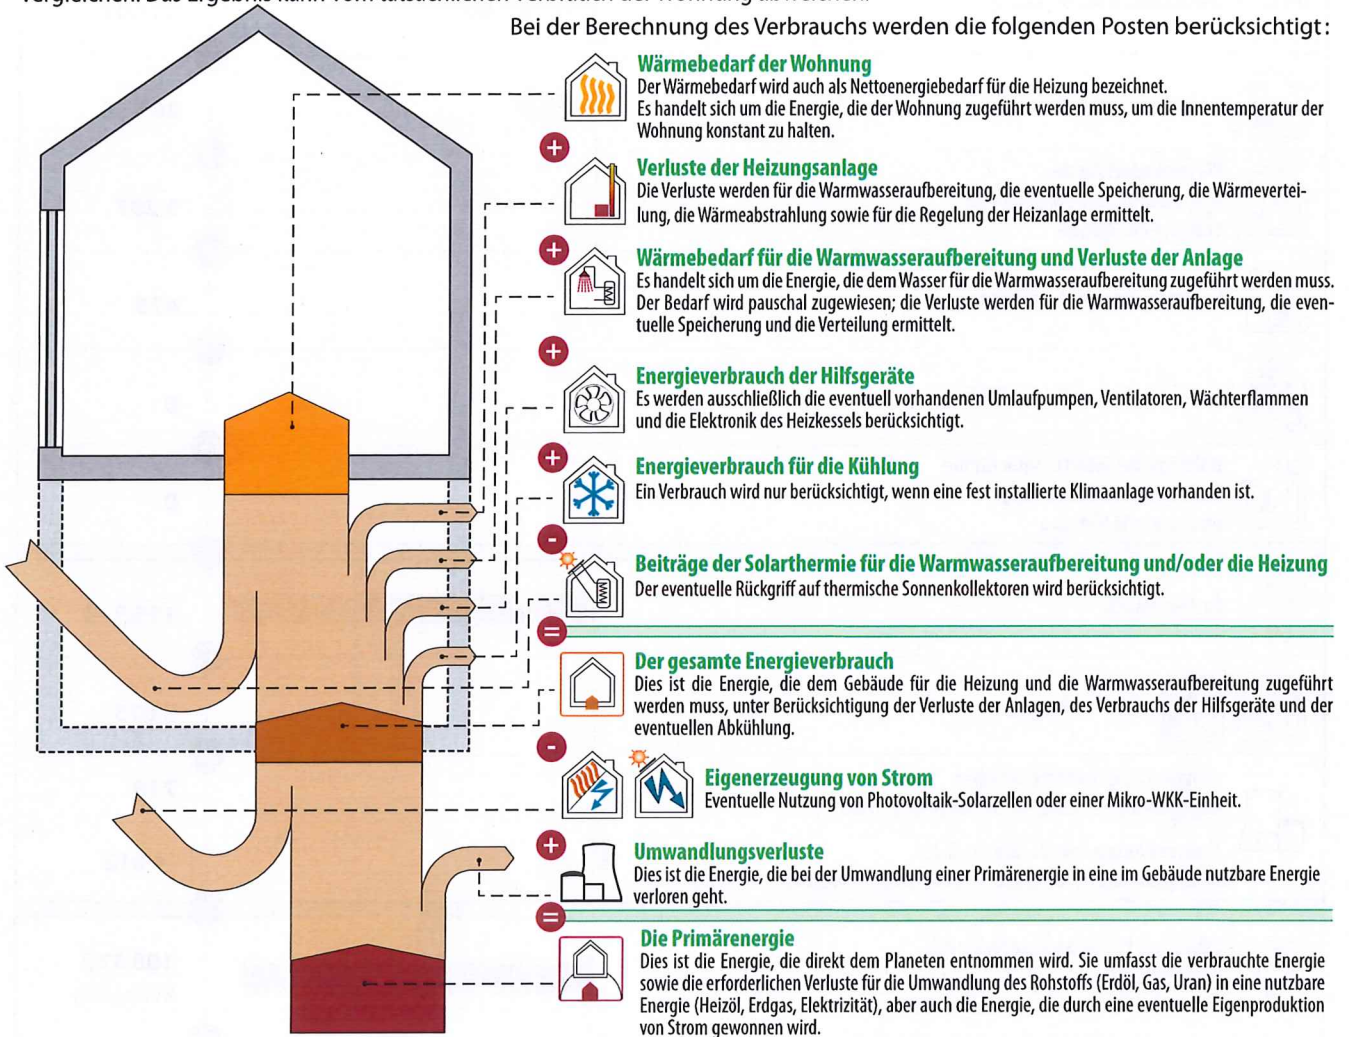 Bei der Berechnung des Verbrauchs werden die folgenden Posten berücksichtigt:
Wärmebedarf der Wohnung
Der Wärmebedarf wird auch als Nettoenergiebedarf für die Heizung bezeichnet.
Es handelt sich um die Energie, die der Wohnung zugeführt werden muss, um die Innentemperatur der
Wohnung konstant zu halten.
+
Verluste der Heizungsanlage
Die Verluste werden für die Warmwasseraufbereitung, die eventuelle Speicherung, die Wärmevertei-
lung, die Wärmeabstrahlung sowie für die Regelung der Heizanlage ermittelt.
+
Wärmebedarf für die Warmwasseraufbereitung und Verluste der Anlage
Es handelt sich um die Energie, die dem Wasser für die Warmwasseraufbereitung zugeführt werden muss.
Der Bedarf wird pauschal zugewiesen; die Verluste werden für die Warmwasseraufbereitung, die even-
tuelle Speicherung und die Verteilung ermittelt.
+
Energieverbrauch der Hilfsgeräte
Es werden ausschließlich die eventuell vorhandenen Umlaufpumpen, Ventilatoren, Wächterflammen
und die Elektronik des Heizkessels berücksichtigt.
+
Energieverbrauch für die Kühlung
Ein Verbrauch wird nur berücksichtigt, wenn eine fest installierte Klimaanlage vorhanden ist.
-
Beiträge der Solarthermie für die Warmwasseraufbereitung und/oder die Heizung
Der eventuelle Rückgriff auf thermische Sonnenkollektoren wird berücksichtigt.
=
Der gesamte Energieverbrauch
Dies ist die Energie, die dem Gebäude für die Heizung und die Warmwasseraufbereitung zugeführt
werden muss, unter Berücksichtigung der Verluste der Anlagen, des Verbrauchs der Hilfsgeräte und der
eventuellen Abkühlung.
-
Eigenerzeugung von Strom
Eventuelle Nutzung von Photovoltaik-Solarzellen oder einer Mikro-WKK-Einheit.
+
Umwandlungsverluste
Dies ist die Energie, die bei der Umwandlung einer Primärenergie in eine im Gebäude nutzbare Energie
verloren geht.
=
Die Primärenergie
Dies ist die Energie, die direkt dem Planeten entnommen wird. Sie umfasst die verbrauchte Energie
sowie die erforderlichen Verluste für die Umwandlung des Rohstoffs (Erdöl, Gas, Uran) in eine nutzbare
Energie (Heizöl, Erdgas, Elektrizität), aber auch die Energie, die durch eine eventuelle Eigenproduktion
von Strom gewonnen wird.